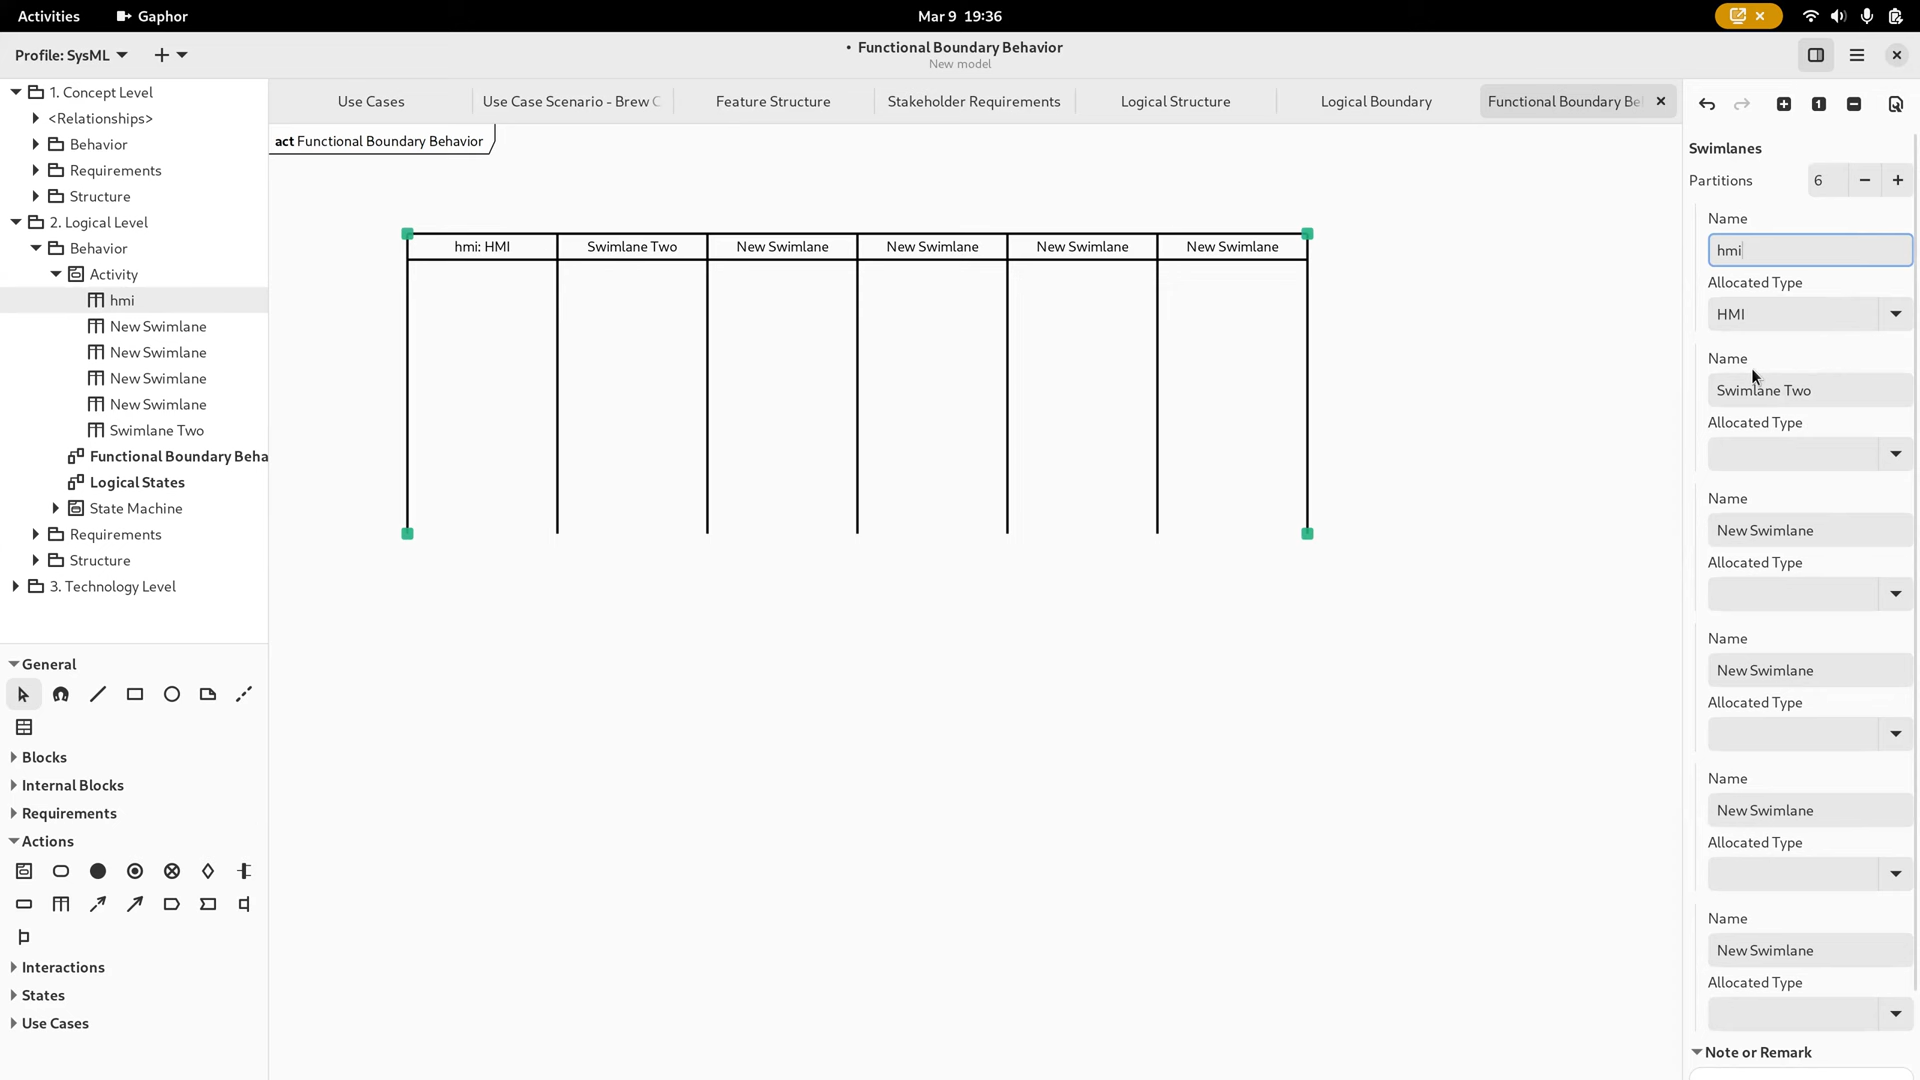 Activities
Gaphor
Mar 9 19:36
Profile: SysML
• Functional Boundary Behavior
New model
1. Concept Level
<Relationships>
Behavior
Requirements
Structure
2. Logical Level
Behavior
Activity
hmi
New Swimlane
New Swimlane
New Swimlane
New Swimlane
Swimlane Two
Functional Boundary Beha
Logical States
State Machine
Requirements
Structure
3. Technology Level
General
Blocks
Internal Blocks
Requirements
Actions
Interactions
States
Use Cases
Use Cases
Use Case Scenario - Brew C
Feature Structure
Stakeholder Requirements
Logical Structure
Logical Boundary
Functional Boundary Be
act Functional Boundary Behavior
hmi: HMI
Swimlane Two
New Swimlane
New Swimlane
New Swimlane
New Swimlane
1
Swimlanes
Partitions 6 − +
Name
hmi
Allocated Type
HMI
Name
Swimlane Two
Allocated Type
Name
New Swimlane
Allocated Type
Name
New Swimlane
Allocated Type
Name
New Swimlane
Allocated Type
Name
New Swimlane
Allocated Type
Note or Remark